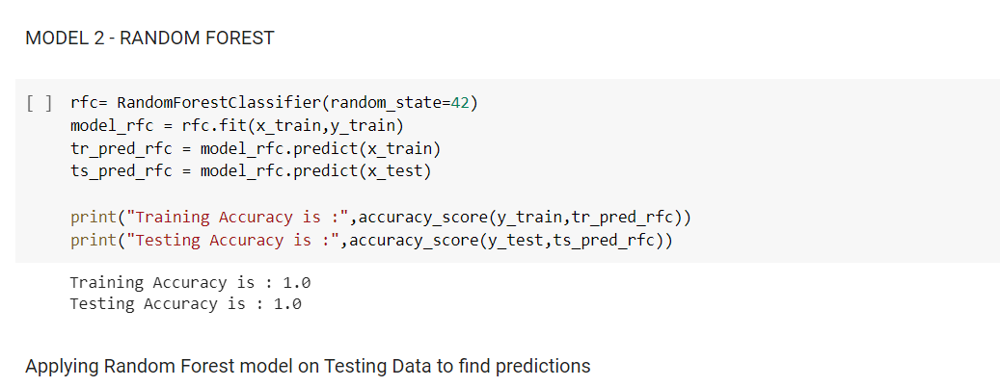 MODEL 2 - RANDOM FOREST
[ ] rfc= RandomForestClassifier(random_state=42)
model_rfc = rfc.fit(x_train,y_train)
tr_pred_rfc = model_rfc.predict(x_train)
ts_pred_rfc = model_rfc.predict(x_test)
print("Training Accuracy is :",accuracy_score(y_train,tr_pred_rfc))
print("Testing Accuracy is :",accuracy_score(y_test,ts_pred_rfc))
Training Accuracy is : 1.0
Testing Accuracy is : 1.0
Applying Random Forest model on Testing Data to find predictions